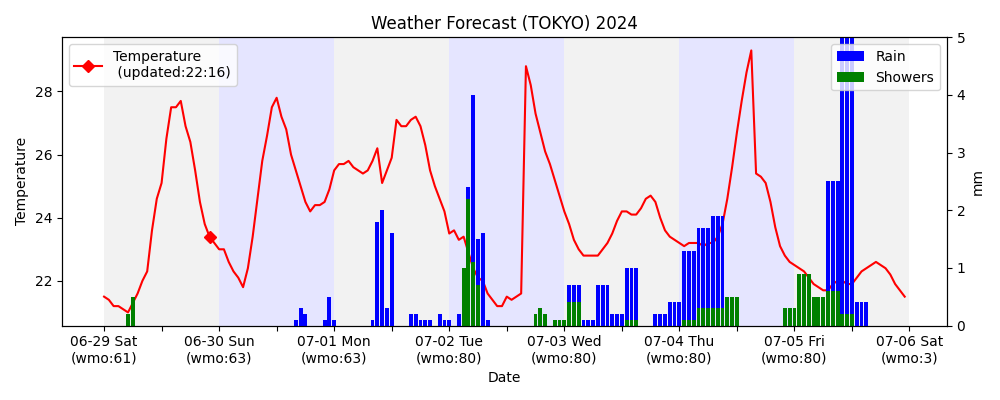 Weather Forecast (TOKYO) 2024
Temperature
(updated:22:16)
Rain
Showers
Temperature
28
26
24
22
5
4
3
2
1
0
mm
06-29 Sat
(wmo:61)
06-30 Sun
(wmo:63)
07-01 Mon
(wmo:63)
07-02 Tue
(wmo:80)
07-03 Wed
(wmo:80)
07-04 Thu
(wmo:80)
07-05 Fri
(wmo:80)
07-06 Sat
(wmo:3)
Date